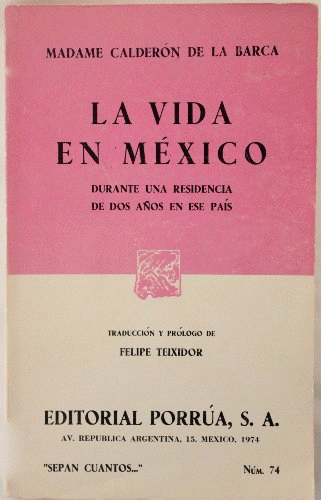 MADAME CALDERÓN DE LA BARCA
LA VIDA
EN MÉXICO
DURANTE UNA RESIDENCIA
DE DOS AÑOS EN ESE PAÍS
TRADUCCIÓN Y PRÓLOGO DE
FELIPE TEIXIDOR
EDITORIAL PORRÚA, S. A.
AV. REPUBLICA ARGENTINA, 15. MEXICO, 1974
"SEPAN CUANTOS..." NÚM. 74